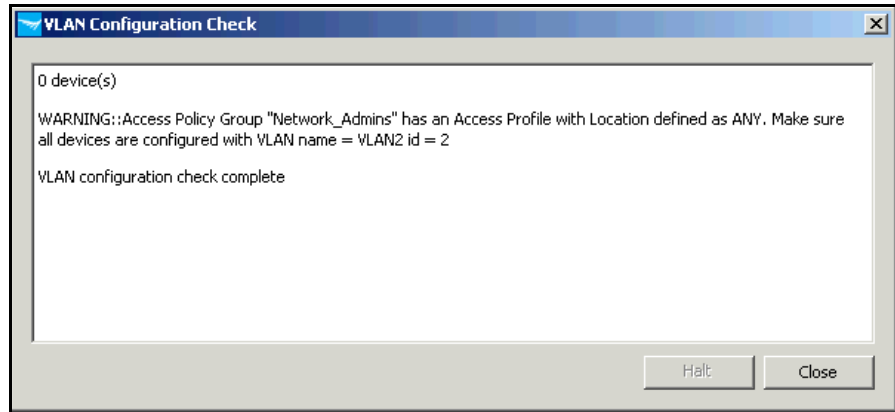 VLAN Configuration Check
0 device(s)
WARNING::Access Policy Group "Network_Admins" has an Access Profile with Location defined as ANY. Make sure
all devices are configured with VLAN name = VLAN2 id = 2
VLAN configuration check complete
Halt
Close